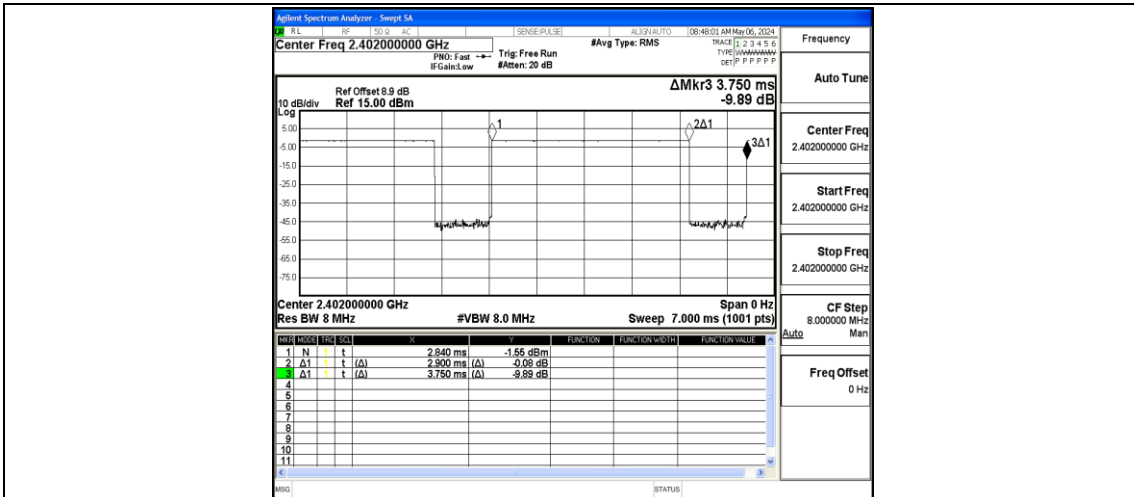 Agilent Spectrum Analyzer - Swept SA
RL RF 50 Ω AC SENSE:PULSE ALIGN AUTO 08:48:01 AM May 06, 2024
Center Freq 2.402000000 GHz
PNO: Fast
IFGain:Low
Trig: Free Run
#Atten: 20 dB
#Avg Type: RMS
TRACE 1 2 3 4 5 6
TYPE
DET P P P P P P
ΔMkr3 3.750 ms
-9.89 dB
Ref Offset 8.9 dB
10 dB/div Ref 15.00 dBm
Log
1
2Δ1
3Δ1
5.00
-5.00
-15.0
-25.0
-35.0
-45.0
-55.0
-65.0
-75.0
Center 2.402000000 GHz Span 0 Hz
Res BW 8 MHz #VBW 8.0 MHz Sweep 7.000 ms (1001 pts)
MKR MODE TRC SCL X Y FUNCTION FUNCTION WIDTH FUNCTION VALUE
1 N 1 t 2.840 ms -1.55 dBm
2 Δ1 1 t (Δ) 2.900 ms (Δ) -0.08 dB
3 Δ1 1 t (Δ) 3.750 ms (Δ) -9.89 dB
4
5
6
7
8
9
10
11
MSG STATUS
Frequency
Auto Tune
Center Freq
2.402000000 GHz
Start Freq
2.402000000 GHz
Stop Freq
2.402000000 GHz
CF Step
8.000000 MHz
Auto Man
Freq Offset
0 Hz